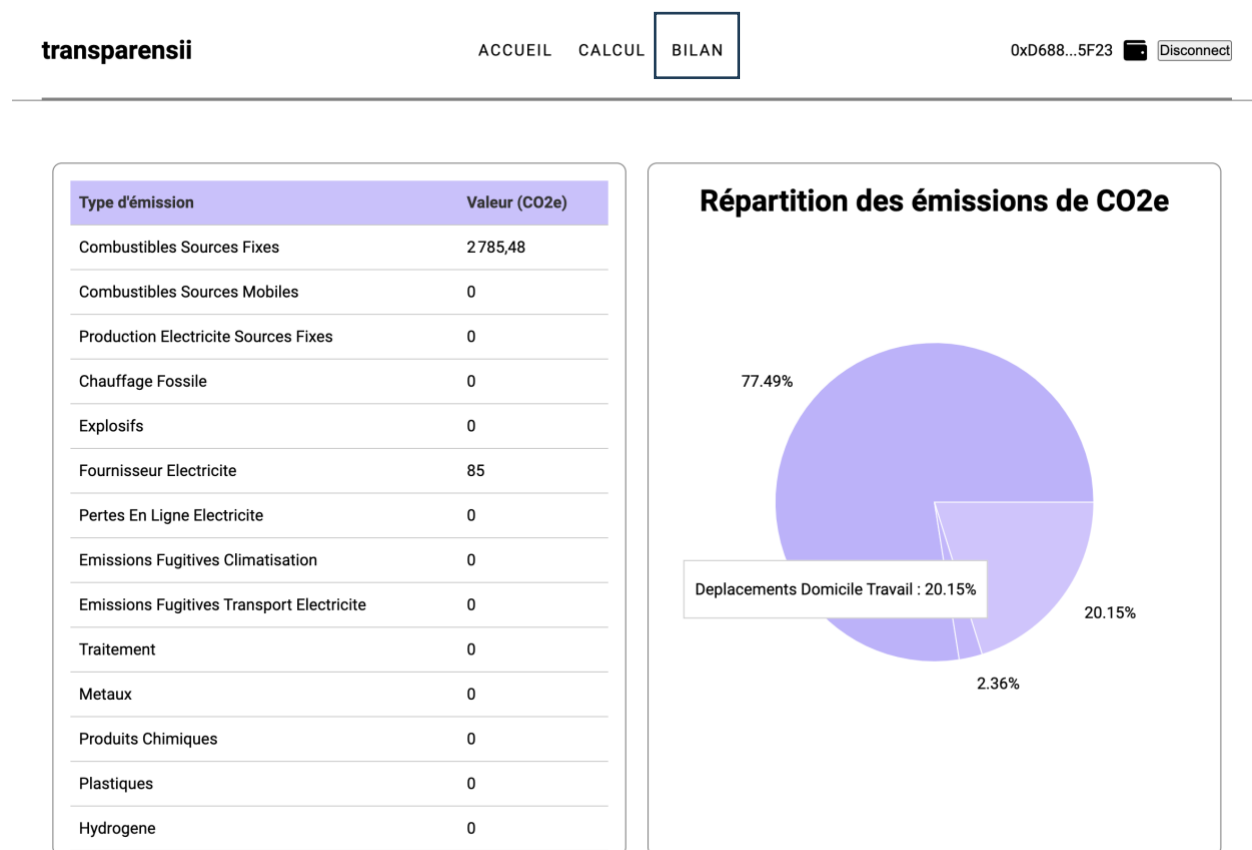 transparensii
ACCUEIL CALCUL BILAN
0xD688...5F23 Disconnect
Type d'émission Valeur (CO2e)
Combustibles Sources Fixes 2 785,48
Combustibles Sources Mobiles 0
Production Electricite Sources Fixes 0
Chauffage Fossile 0
Explosifs 0
Fournisseur Electricite 85
Pertes En Ligne Electricite 0
Emissions Fugitives Climatisation 0
Emissions Fugitives Transport Electricite 0
Traitement 0
Metaux 0
Produits Chimiques 0
Plastiques 0
Hydrogene 0
Répartition des émissions de CO2e
77.49%
Deplacements Domicile Travail : 20.15%
20.15%
2.36%